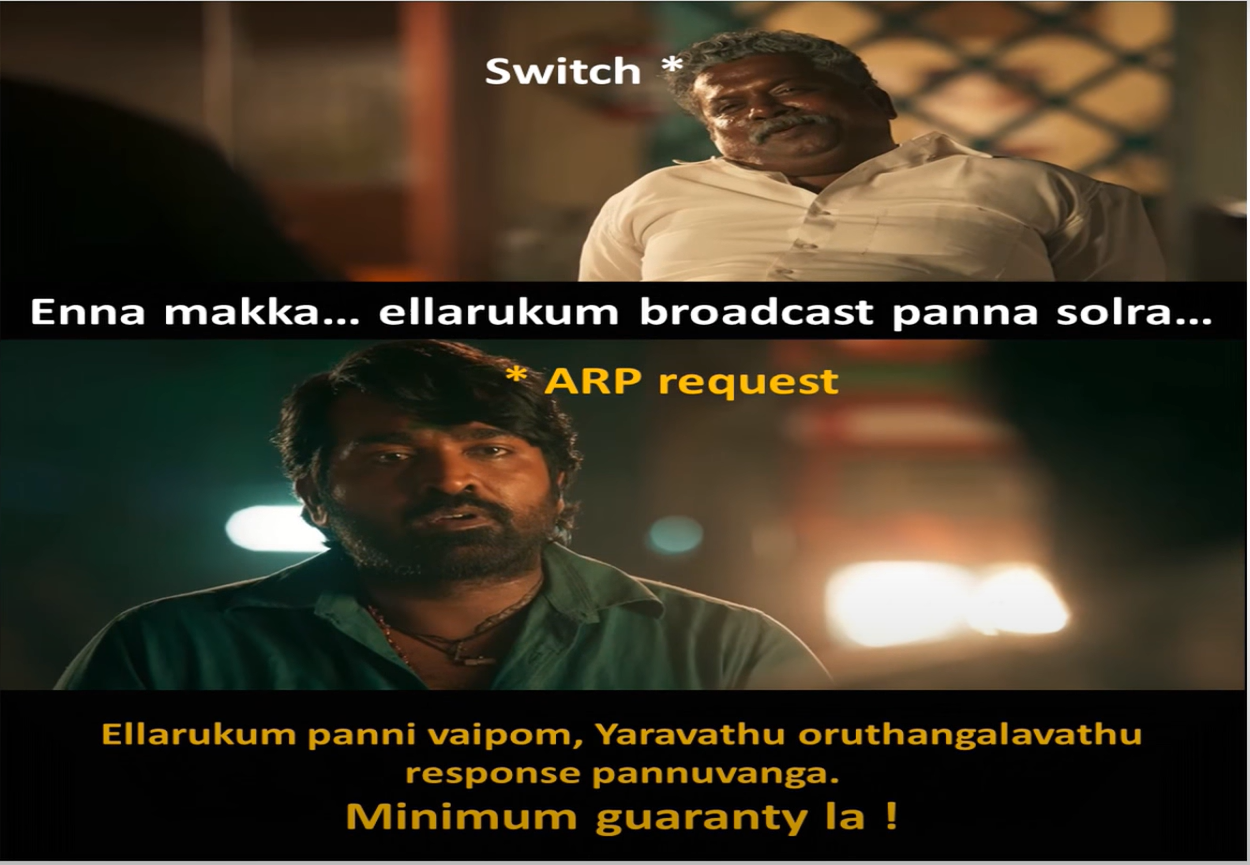 Switch *
Enna makka... ellarukum broadcast panna solra...
* ARP request
Ellarukum panni vaipom, Yaravathu oruthangalavathu
response pannuvanga.
Minimum guaranty la !